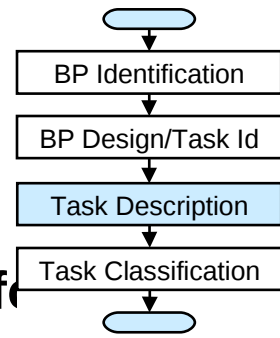 BP Identification
BP Design/Task Id
Task Description
Task Classification